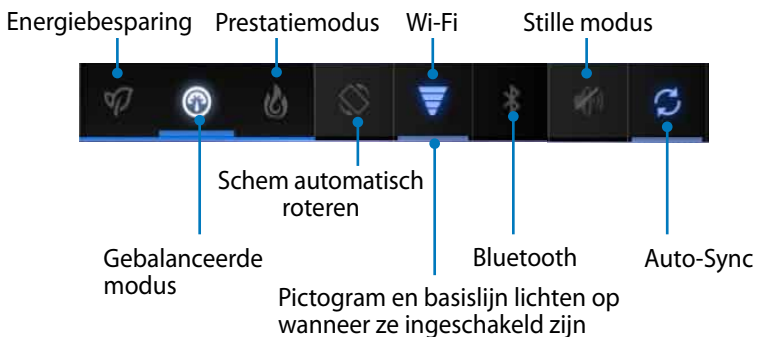 Energiebesparing
Prestatiemodus
Wi-Fi
Stille modus
Schem automatisch
roteren
Gebalanceerde
modus
Bluetooth
Auto-Sync
Pictogram en basislijn lichten op
wanneer ze ingeschakeld zijn